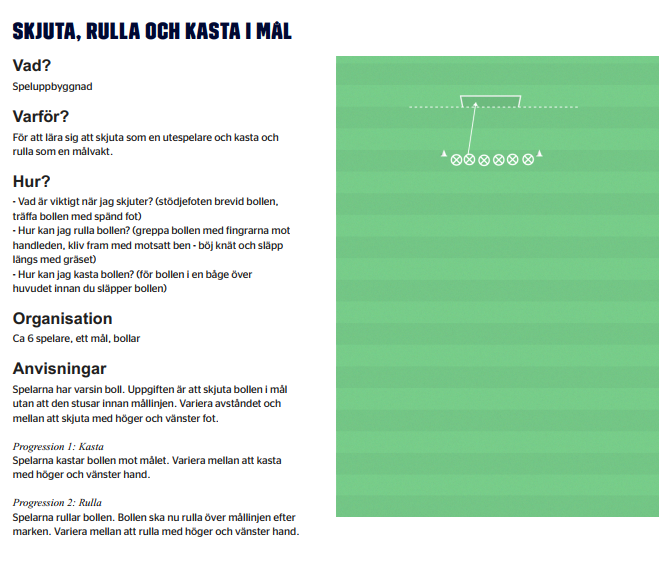 SKJUTA, RULLA OCH KASTA I MÅL
Vad?
Speluppbyggnad
Varför?
För att lära sig att skjuta som en utespelare och kasta och
rulla som en målvakt.
Hur?
- Vad är viktigt när jag skjuter? (stödjefoten brevid bollen,
träffa bollen med spänd fot)
- Hur kan jag rulla bollen? (greppa bollen med fingrarna mot
handleden, kliv fram med motsatt ben - böj knät och släpp
längs med gräset)
- Hur kan jag kasta bollen? (för bollen i en båge över
huvudet innan du släpper bollen)
Organisation
Ca 6 spelare, ett mål, bollar
Anvisningar
Spelarna har varsin boll. Uppgiften är att skjuta bollen i mål
utan att den stusar innan mållinjen. Variera avståndet och
mellan att skjuta med höger och vänster fot.
Progression 1: Kasta
Spelarna kastar bollen mot målet. Variera mellan att kasta
med höger och vänster hand.
Progression 2: Rulla
Spelarna rullar bollen. Bollen ska nu rulla över mållinjen efter
marken. Variera mellan att rulla med höger och vänster hand.